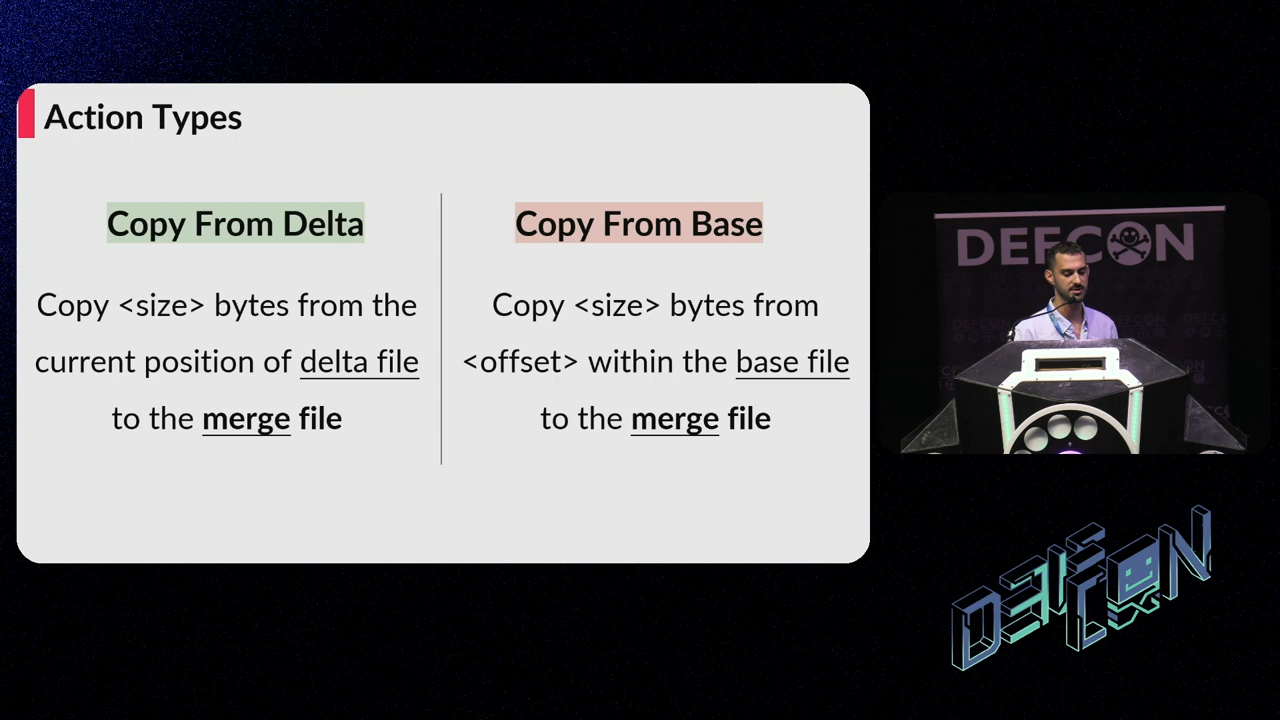 Action Types
Copy From Delta
Copy <size> bytes from the
current position of delta file
to the merge file
Copy From Base
Copy <size> bytes from
<offset> within the base file
to the merge file
DEFCON
DEFCON